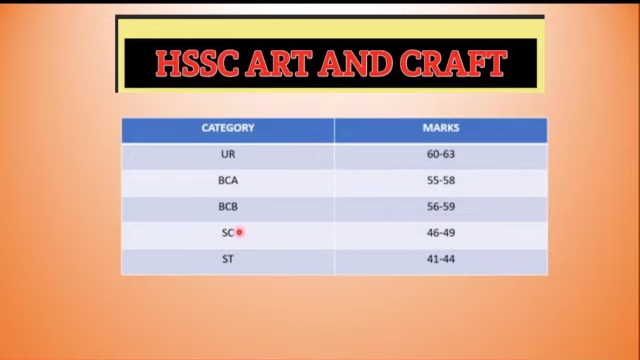 HSSC ART AND CRAFT
CATEGORY MARKS
UR 60-63
BCA 55-58
BCB 56-59
SC 46-49
ST 41-44